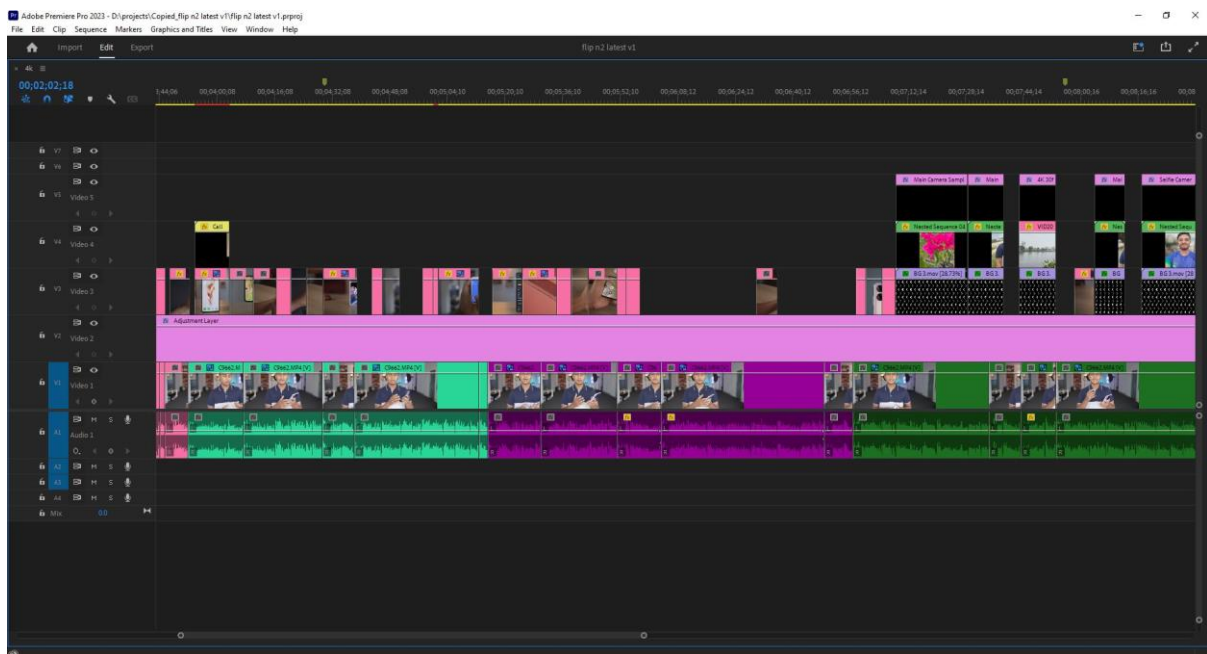 Adobe Premiere Pro 2023 - D:\projects\Copied_flip n2 latest v1\flip n2 latest v1.prproj
File Edit Clip Sequence Markers Graphics and Titles View Window Help
Import Edit Export
flip n2 latest v1
4k
00;02;02;18
00;04;00;08 00;04;16;08 00;04;32;08 00;04;48;08 00;05;04;10 00;05;20;10 00;05;36;10 00;05;52;10 00;06;08;12 00;06;24;12 00;06;40;12 00;06;56;12 00;07;12;14 00;07;28;14 00;07;44;14 00;08;00;16 00;08;16;16 00;08
V7
V6
V5 Video 5
Main Camera Sampl Main 4K 30f Mai Selfie Camer
V4 Video 4
Call Nested Sequence 04 Neste Nes Nested Sequ
V3 Video 3
BG3.mov [28.73%] BG3. BG3. BG BG3.mov [28
V2 Video 2
Adjustment Layer
V1 Video 1
A1 M S
Audio 1
A2 M S
A3 M S
A4 M S
Mix 0.0